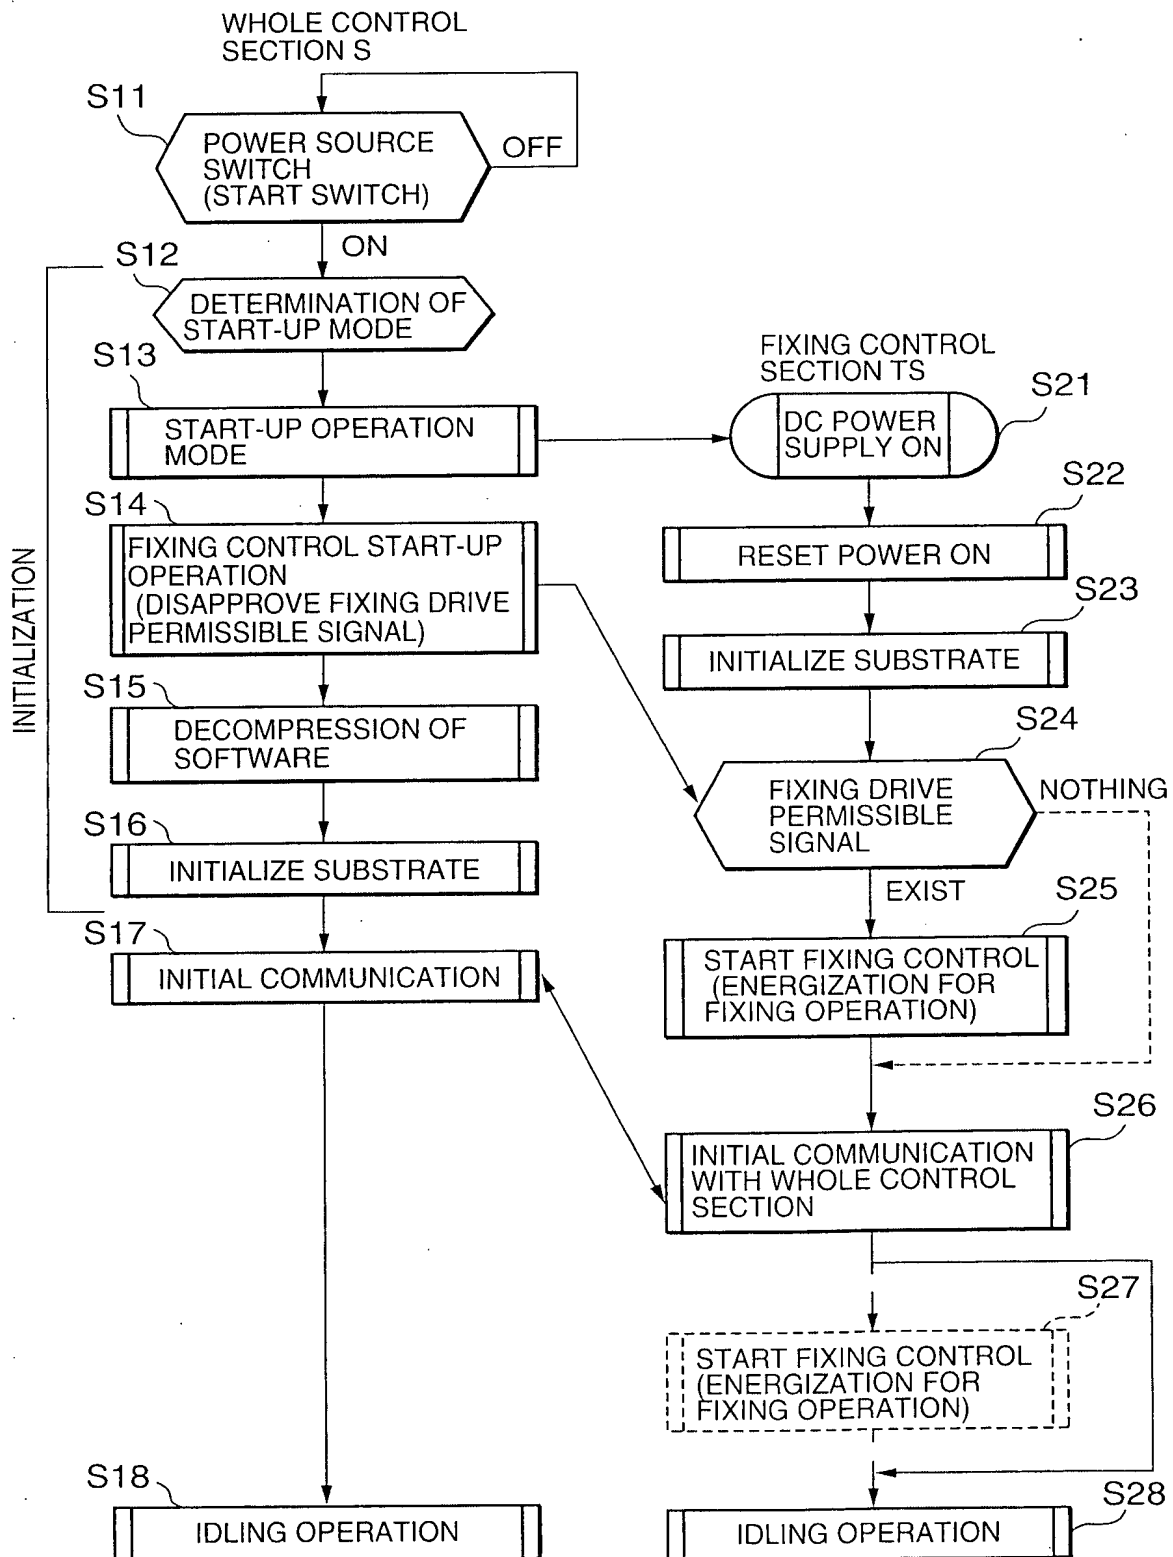 WHOLE CONTROL
SECTION S
S11
POWER SOURCE
SWITCH
(START SWITCH)
OFF
ON
S12
DETERMINATION OF
START-UP MODE
S13
START-UP OPERATION
MODE
S14
FIXING CONTROL START-UP
OPERATION
(DISAPPROVE FIXING DRIVE
PERMISSIBLE SIGNAL)
S15
DECOMPRESSION OF
SOFTWARE
S16
INITIALIZE SUBSTRATE
INITIALIZATION
S17
INITIAL COMMUNICATION
S18
IDLING OPERATION
FIXING CONTROL
SECTION TS
S21
DC POWER
SUPPLY ON
S22
RESET POWER ON
S23
INITIALIZE SUBSTRATE
S24
FIXING DRIVE
PERMISSIBLE
SIGNAL
NOTHING
EXIST
S25
START FIXING CONTROL
(ENERGIZATION FOR
FIXING OPERATION)
S26
INITIAL COMMUNICATION
WITH WHOLE CONTROL
SECTION
S27
START FIXING CONTROL
(ENERGIZATION FOR
FIXING OPERATION)
S28
IDLING OPERATION